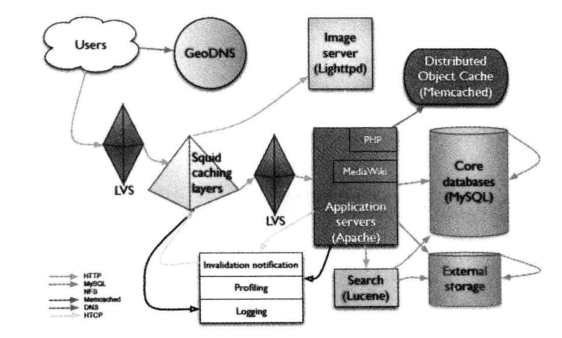 Users
GeoDNS
Image
server
(Lighttpd)
Distributed
Object Cache
(Memcached)
LVS
Squid
caching
layers
LVS
PHP
MediaWiki
Application
servers
(Apache)
Core
databases
(MySQL)
Invalidation notification
Profiling
Logging
Search
(Lucene)
External
storage
HTTP
MySQL
NFS
Memcached
DNS
HTCP